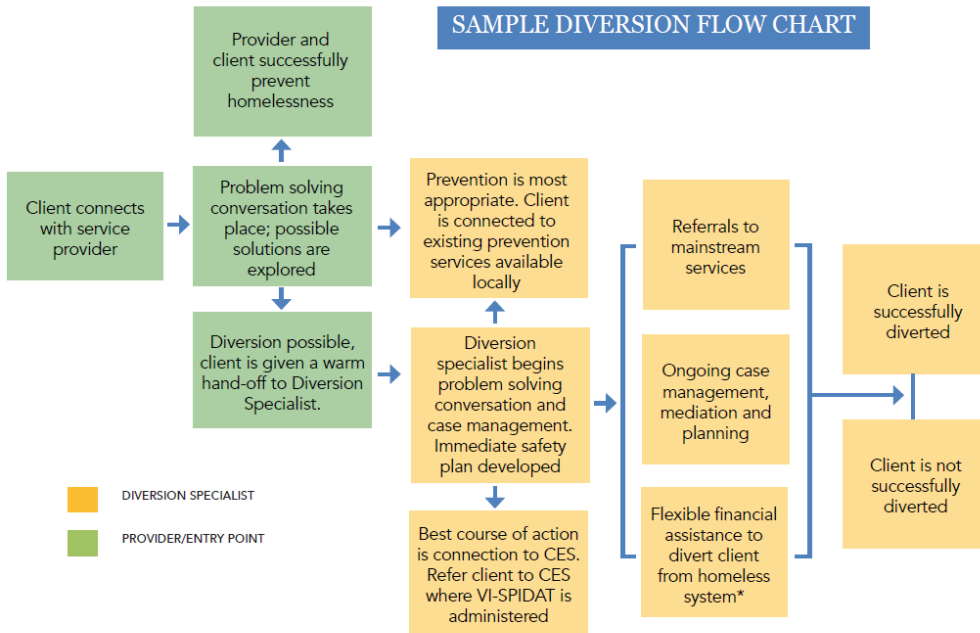 SAMPLE DIVERSION FLOW CHART
Provider and
client successfully
prevent
homelessness
Client connects
with service
provider
Problem solving
conversation takes
place; possible
solutions are
explored
Diversion possible,
client is given a warm
hand-off to Diversion
Specialist.
Prevention is most
appropriate. Client
is connected to
existing prevention
services available
locally
Diversion
specialist begins
problem solving
conversation and
case management.
Immediate safety
plan developed
Best course of action
is connection to CES.
Refer client to CES
where VI-SPIDAT is
administered
Referrals to
mainstream
services
Ongoing case
management,
mediation and
planning
Flexible financial
assistance to
divert client
from homeless
system*
Client is
successfully
diverted
Client is not
successfully
diverted
DIVERSION SPECIALIST
PROVIDER/ENTRY POINT